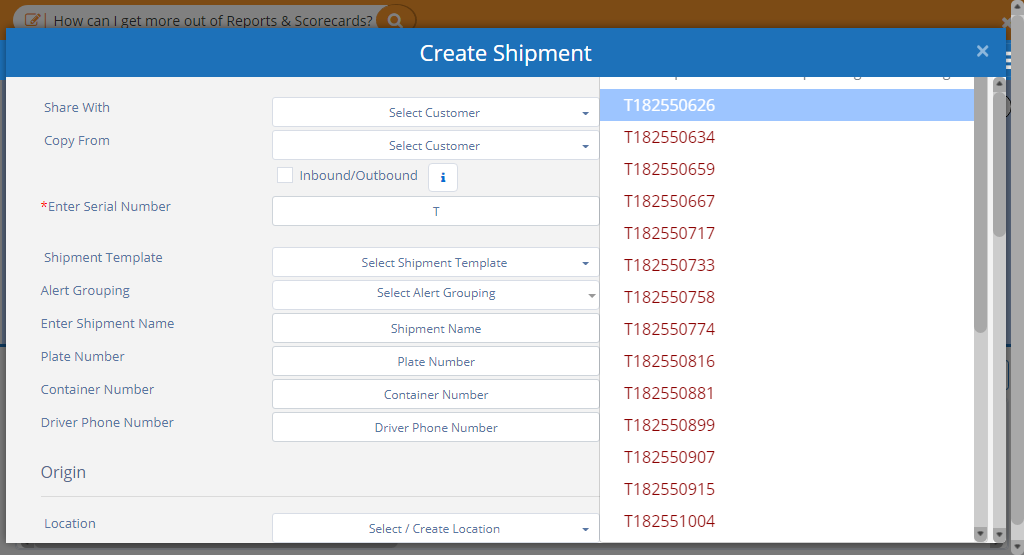 How can I get more out of Reports & Scorecards?
Create Shipment
×
Share With
Select Customer
Copy From
Select Customer
Inbound/Outbound
i
*Enter Serial Number
T
Shipment Template
Select Shipment Template
Alert Grouping
Select Alert Grouping
Enter Shipment Name
Shipment Name
Plate Number
Plate Number
Container Number
Container Number
Driver Phone Number
Driver Phone Number
Origin
Location
Select / Create Location
T182550626
T182550634
T182550659
T182550667
T182550717
T182550733
T182550758
T182550774
T182550816
T182550881
T182550899
T182550907
T182550915
T182551004